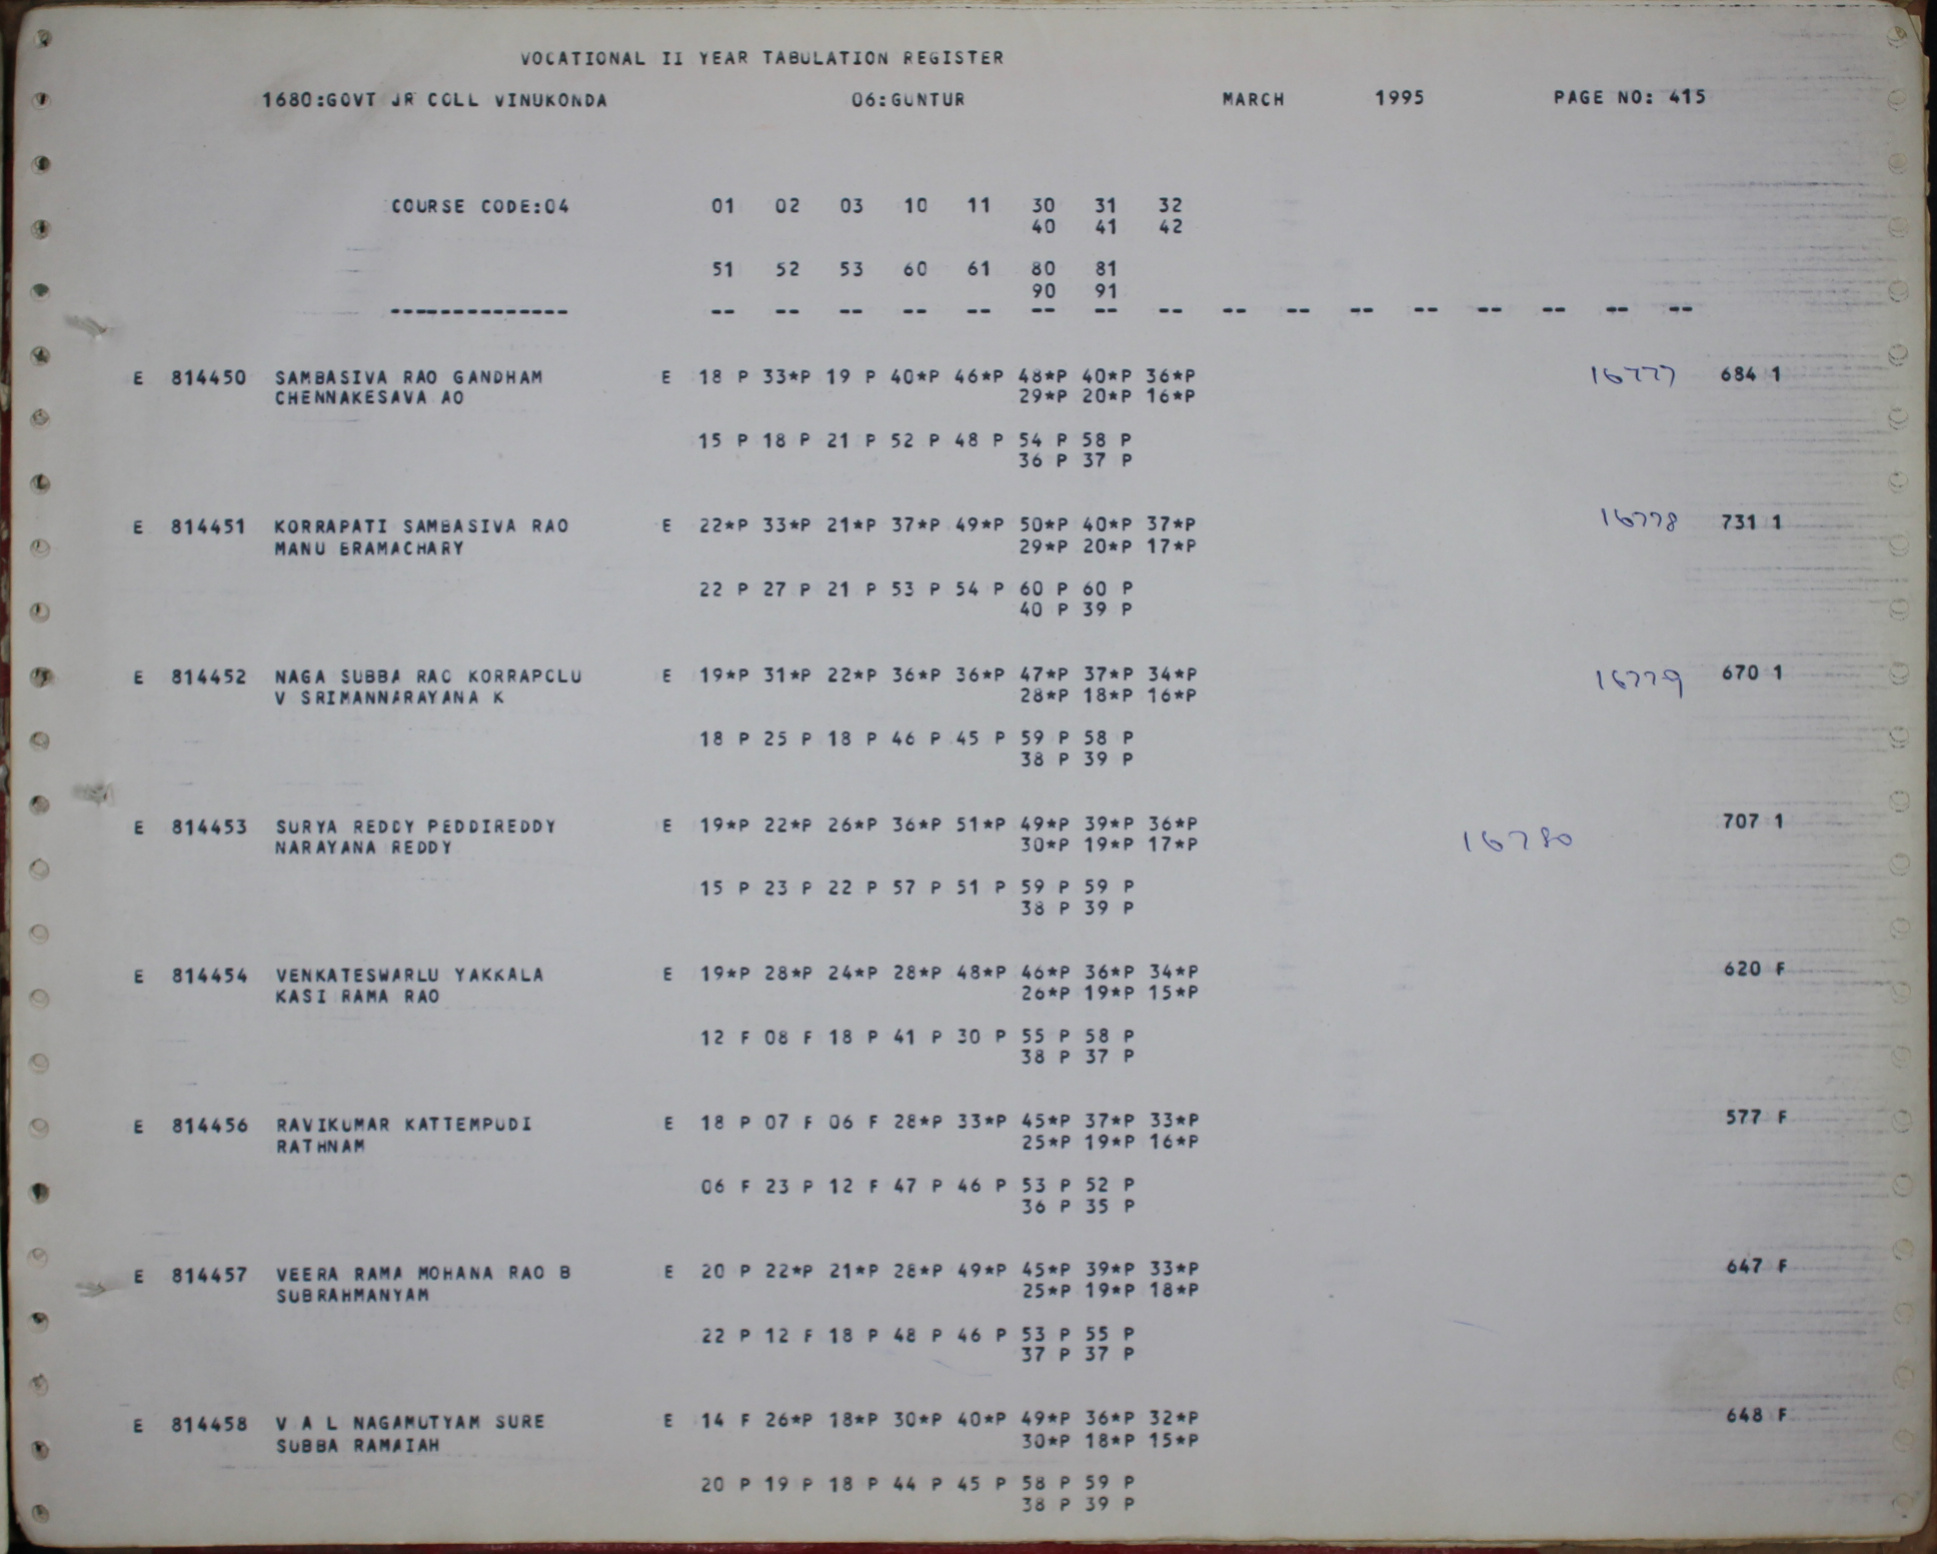 VOCATIONAL II YEAR TABULATION REGISTER
1680:GOVT JR COLL VINUKONDA 06:GUNTUR MARCH 1995 PAGE NO: 415
COURSE CODE:04 01 02 03 10 11 30 31 32
40 41 42
51 52 53 60 61 80 81
90 91
-------------- -- -- -- -- -- -- -- -- -- -- -- -- -- -- -- --
E 814450 SAMBASIVA RAO GANDHAM E 18 P 33*P 19 P 40*P 46*P 48*P 40*P 36*P 16777 684 1
CHENNAKESAVA AO 29*P 20*P 16*P
15 P 18 P 21 P 52 P 48 P 54 P 58 P
36 P 37 P
E 814451 KORRAPATI SAMBASIVA RAO E 22*P 33*P 21*P 37*P 49*P 50*P 40*P 37*P 16778 731 1
MANU BRAMACHARY 29*P 20*P 17*P
22 P 27 P 21 P 53 P 54 P 60 P 60 P
40 P 39 P
E 814452 NAGA SUBBA RAO KORRAPOLU E 19*P 31*P 22*P 36*P 36*P 47*P 37*P 34*P 16779 670 1
V SRIMANNARAYANA K 28*P 18*P 16*P
18 P 25 P 18 P 46 P 45 P 59 P 58 P
38 P 39 P
E 814453 SURYA REDDY PEDDIREDDY E 19*P 22*P 26*P 36*P 51*P 49*P 39*P 36*P 16780 707 1
NARAYANA REDDY 30*P 19*P 17*P
15 P 23 P 22 P 57 P 51 P 59 P 59 P
38 P 39 P
E 814454 VENKATESWARLU YAKKALA E 19*P 28*P 24*P 28*P 48*P 46*P 36*P 34*P 620 F
KASI RAMA RAO 26*P 19*P 15*P
12 F 08 F 18 P 41 P 30 P 55 P 58 P
38 P 37 P
E 814456 RAVIKUMAR KATTEMPUDI E 18 P 07 F 06 F 28*P 33*P 45*P 37*P 33*P 577 F
RATHNAM 25*P 19*P 16*P
06 F 23 P 12 F 47 P 46 P 53 P 52 P
36 P 35 P
E 814457 VEERA RAMA MOHANA RAO B E 20 P 22*P 21*P 28*P 49*P 45*P 39*P 33*P 647 F
SUBRAHMANYAM 25*P 19*P 18*P
22 P 12 F 18 P 48 P 46 P 53 P 55 P
37 P 37 P
E 814458 V A L NAGAMUTYAM SURE E 14 F 26*P 18*P 30*P 40*P 49*P 36*P 32*P 648 F
SUBBA RAMAIAH 30*P 18*P 15*P
20 P 19 P 18 P 44 P 45 P 58 P 59 P
38 P 39 P